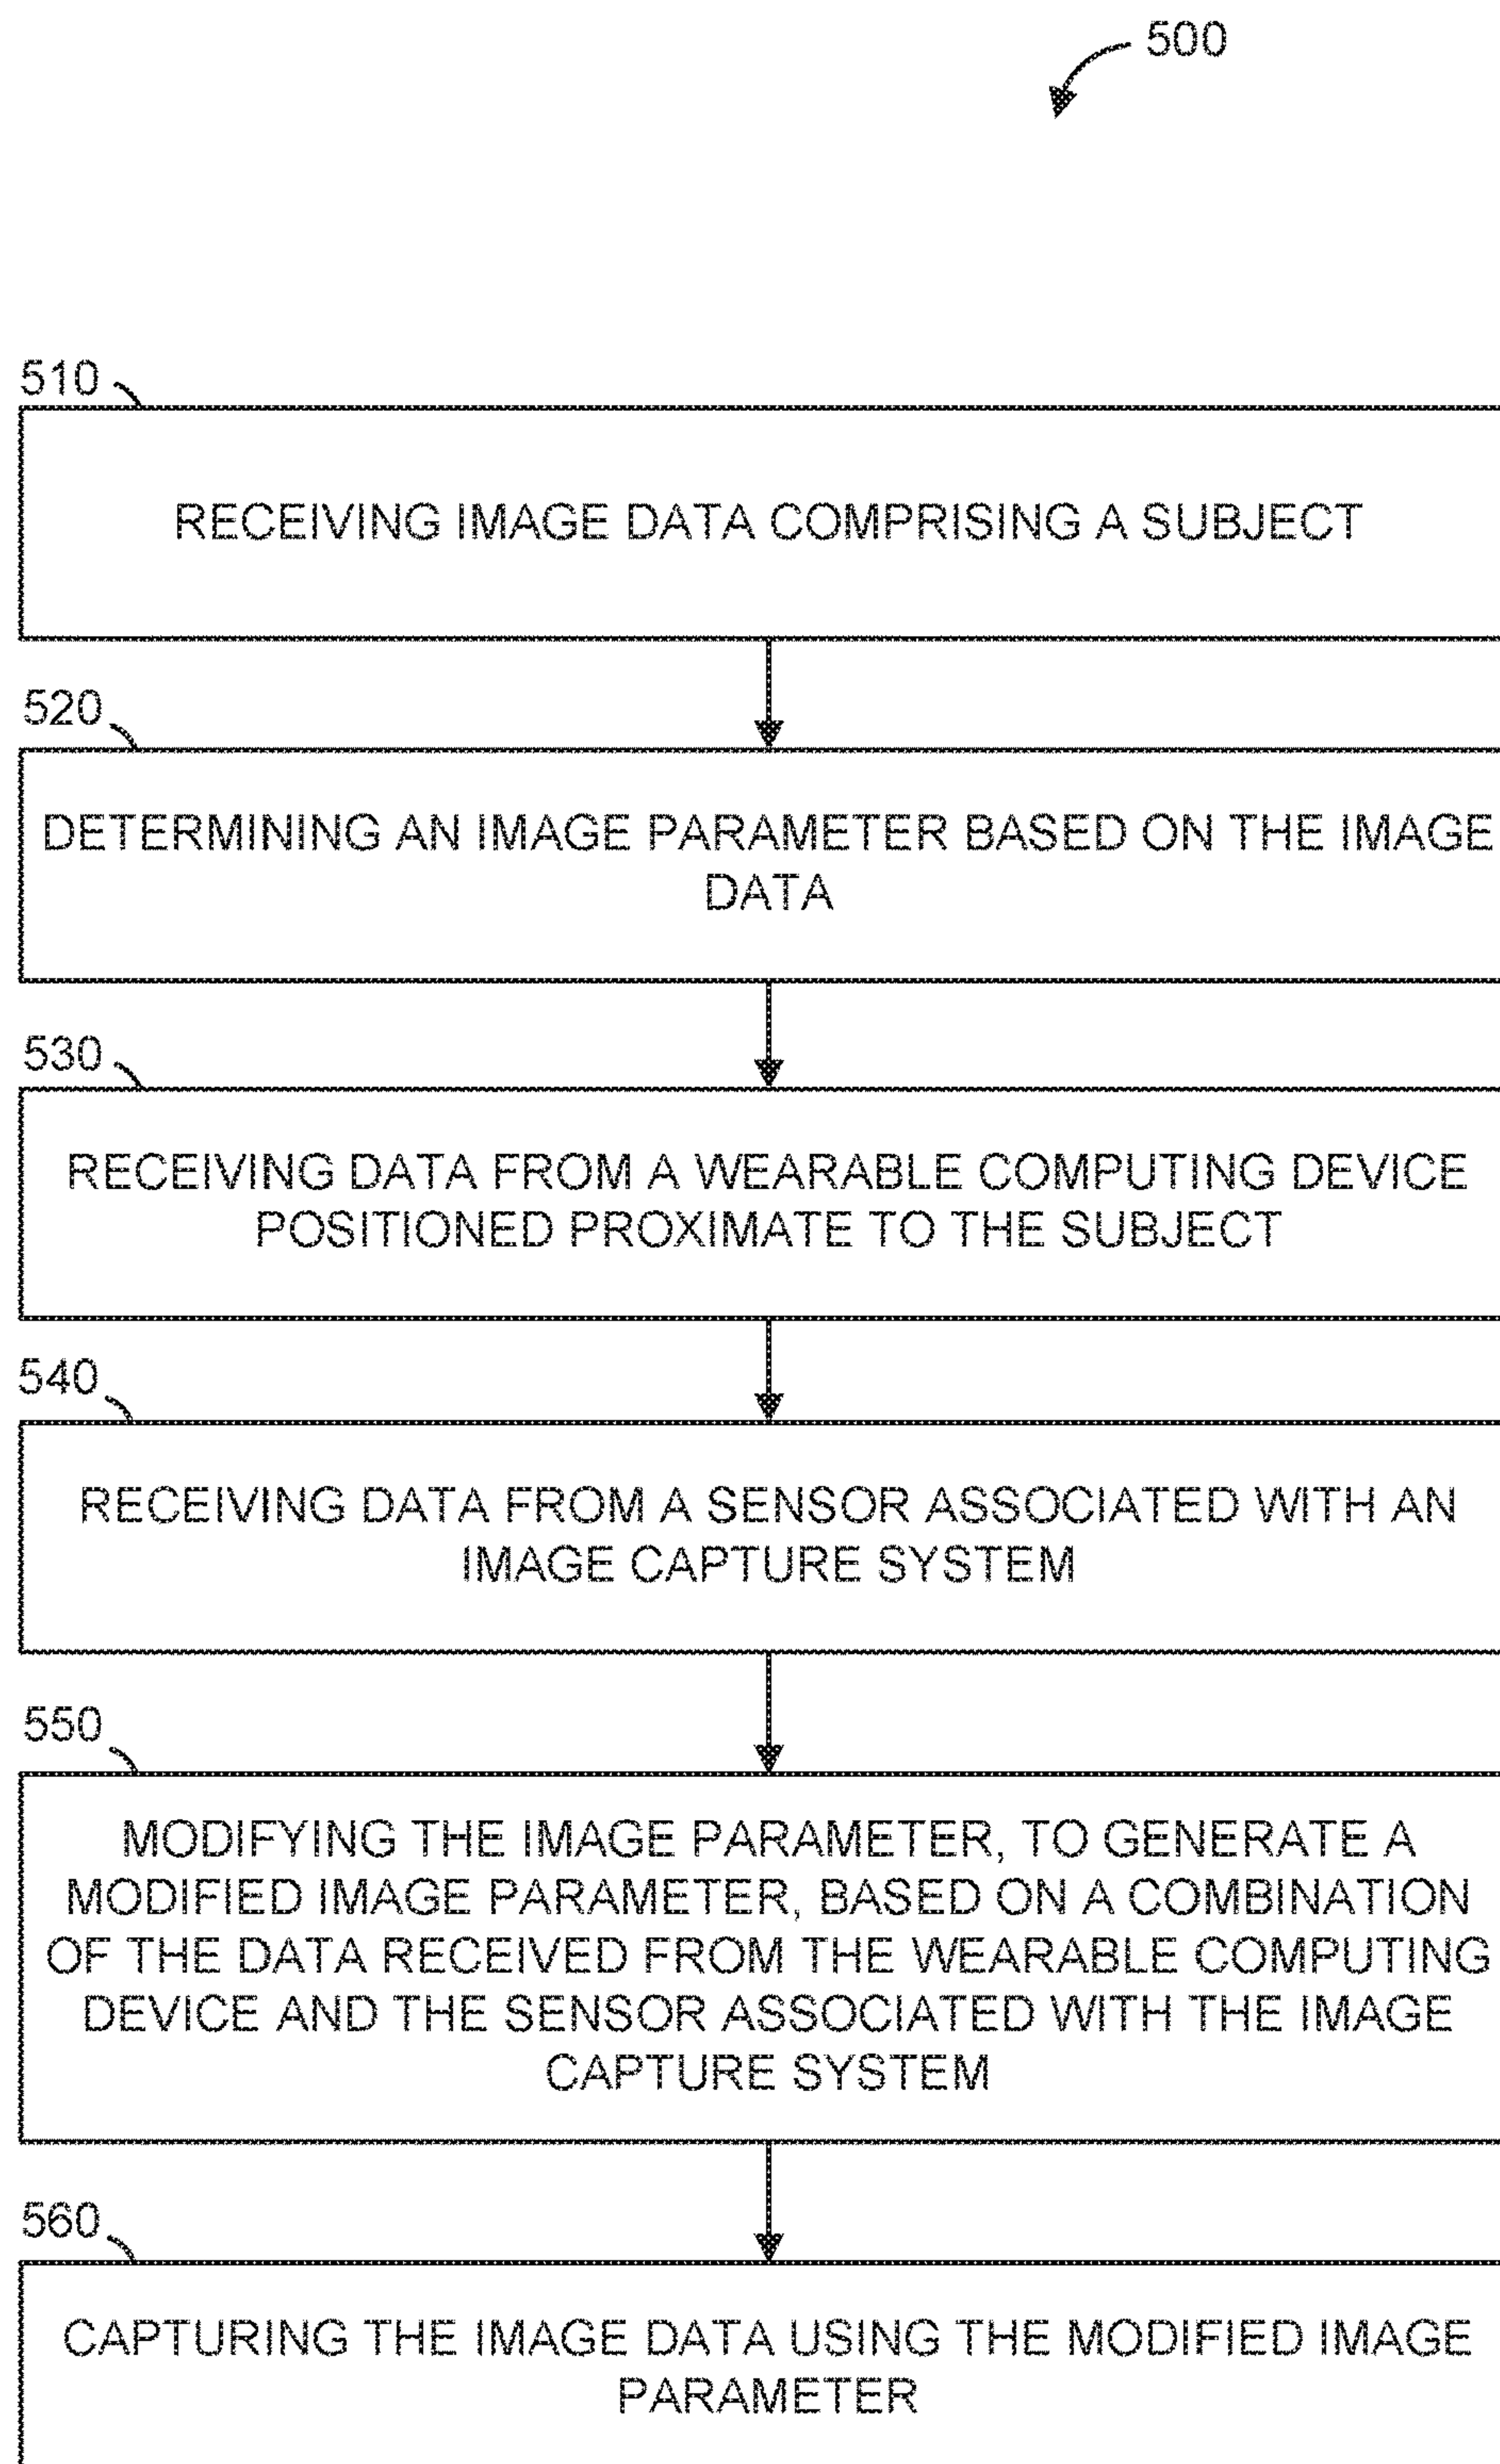 500
510
RECEIVING IMAGE DATA COMPRISING A SUBJECT
520
DETERMINING AN IMAGE PARAMETER BASED ON THE IMAGE
DATA
530
RECEIVING DATA FROM A WEARABLE COMPUTING DEVICE
POSITIONED PROXIMATE TO THE SUBJECT
540
RECEIVING DATA FROM A SENSOR ASSOCIATED WITH AN
IMAGE CAPTURE SYSTEM
550
MODIFYING THE IMAGE PARAMETER, TO GENERATE A
MODIFIED IMAGE PARAMETER, BASED ON A COMBINATION
OF THE DATA RECEIVED FROM THE WEARABLE COMPUTING
DEVICE AND THE SENSOR ASSOCIATED WITH THE IMAGE
CAPTURE SYSTEM
560
CAPTURING THE IMAGE DATA USING THE MODIFIED IMAGE
PARAMETER